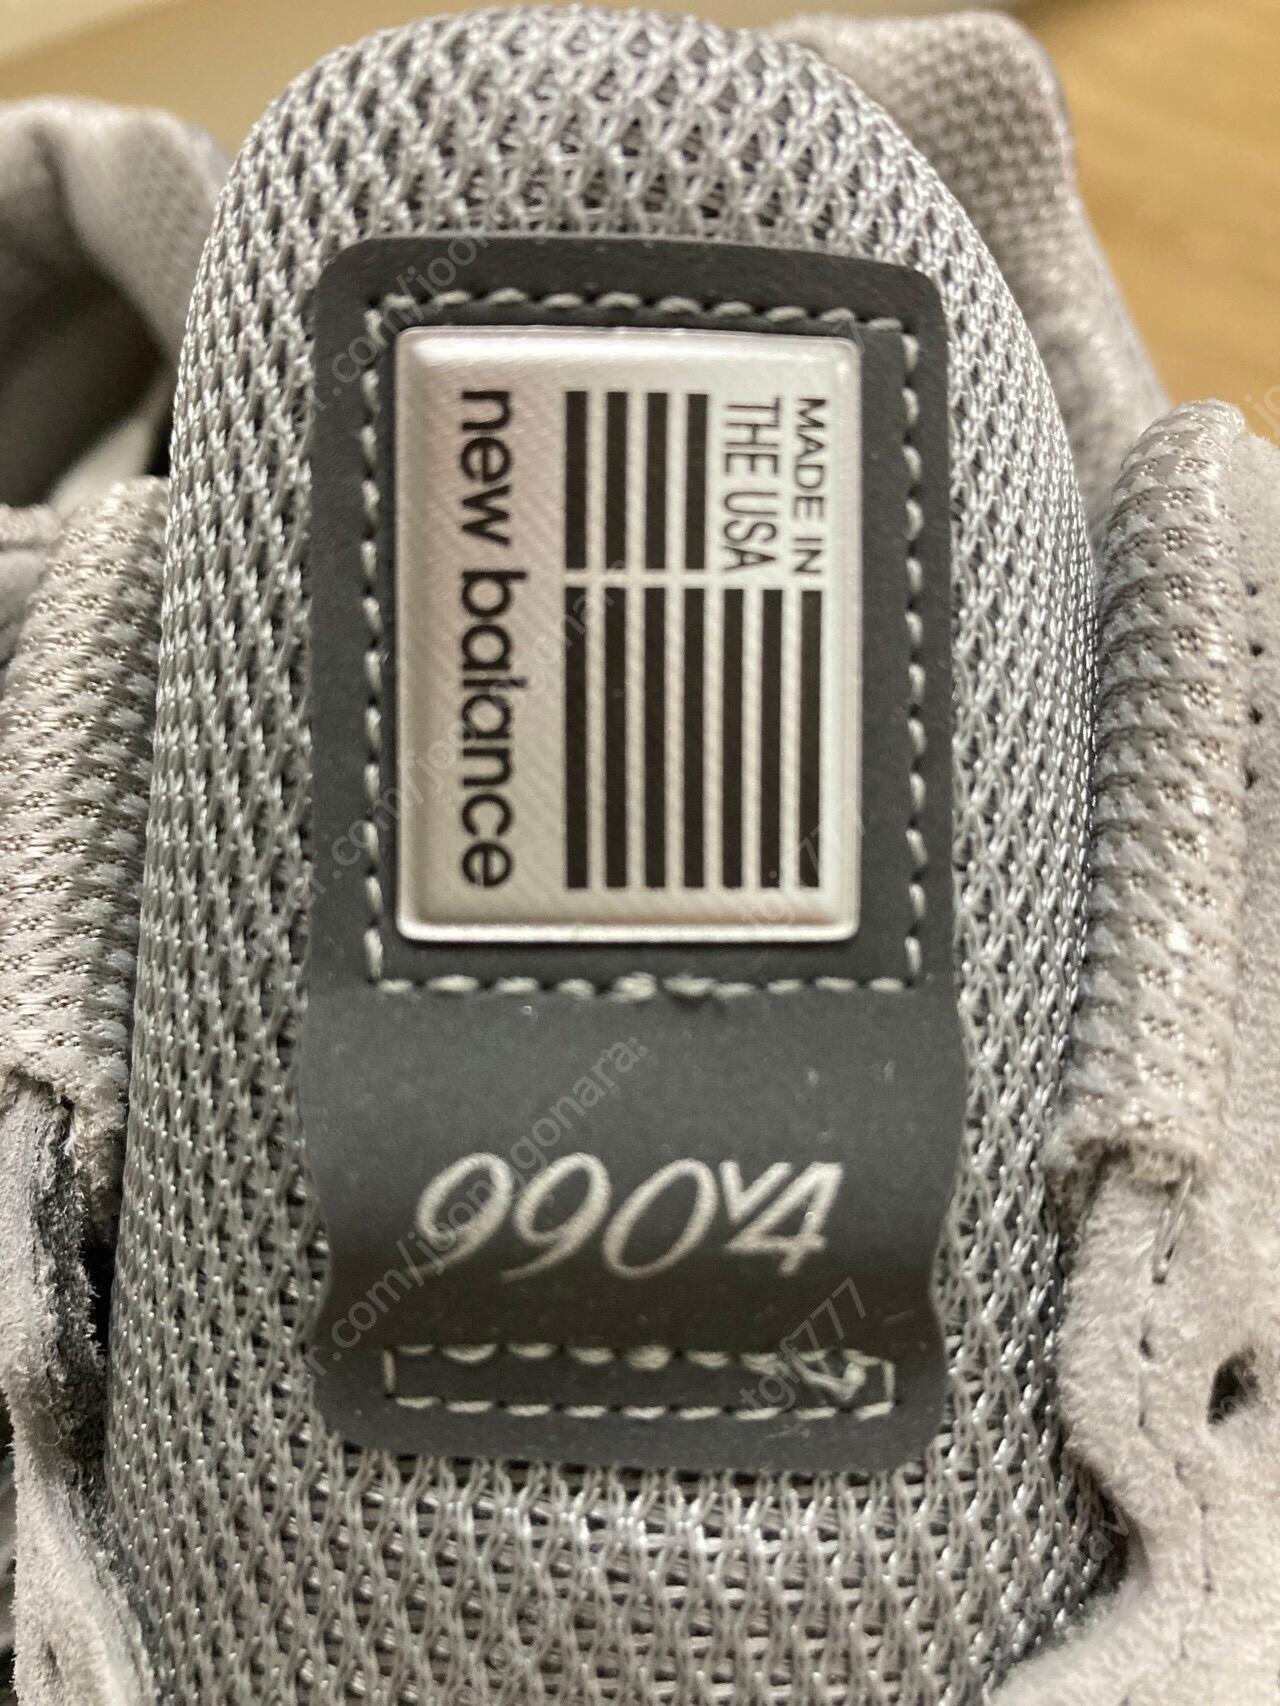 MADE IN
THE USA
new balance
990v4